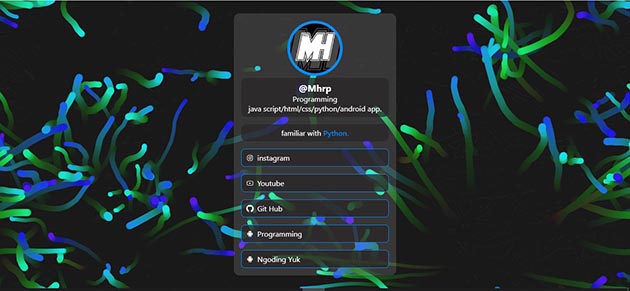 MH
@Mhrp
Programming
java script/html/css/python/android app.
familiar with Python.
instagram
Youtube
Git Hub
Programming
Ngoding Yuk